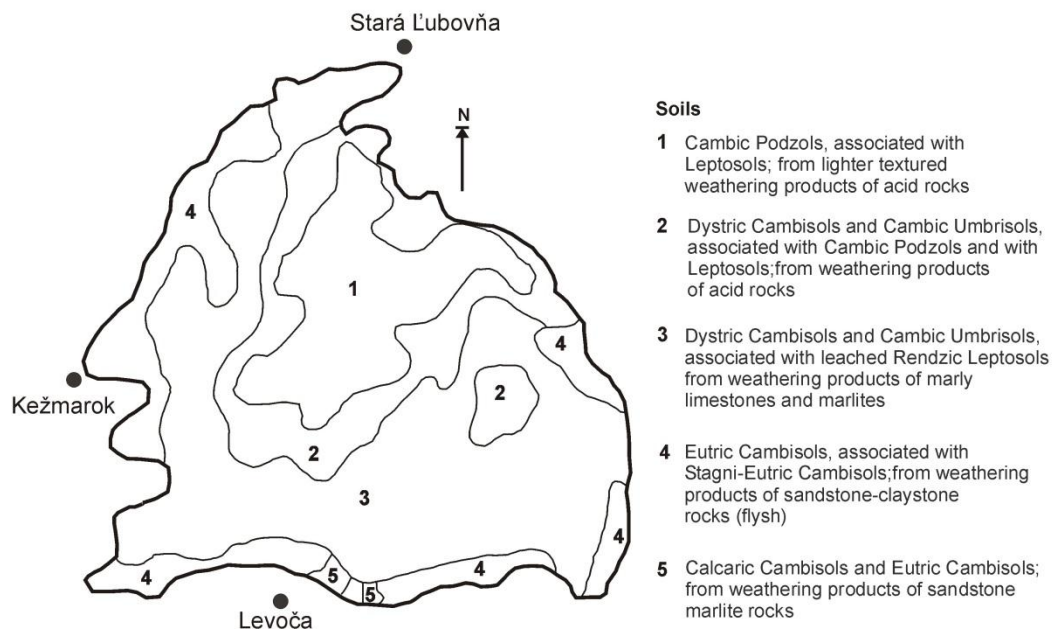 Stará Ľubovňa
N
4
1
4
Kežmarok
2
2
3
4
4
5
5
4
Levoča
Soils
1 Cambic Podzols, associated with
Leptosols; from lighter textured
weathering products of acid rocks
2 Dystric Cambisols and Cambic Umbrisols,
associated with Cambic Podzols and with
Leptosols;from weathering products
of acid rocks
3 Dystric Cambisols and Cambic Umbrisols,
associated with leached Rendzic Leptosols
from weathering products of marly
limestones and marlites
4 Eutric Cambisols, associated with
Stagni-Eutric Cambisols;from weathering
products of sandstone-claystone
rocks (flysh)
5 Calcaric Cambisols and Eutric Cambisols;
from weathering products of sandstone
marlite rocks